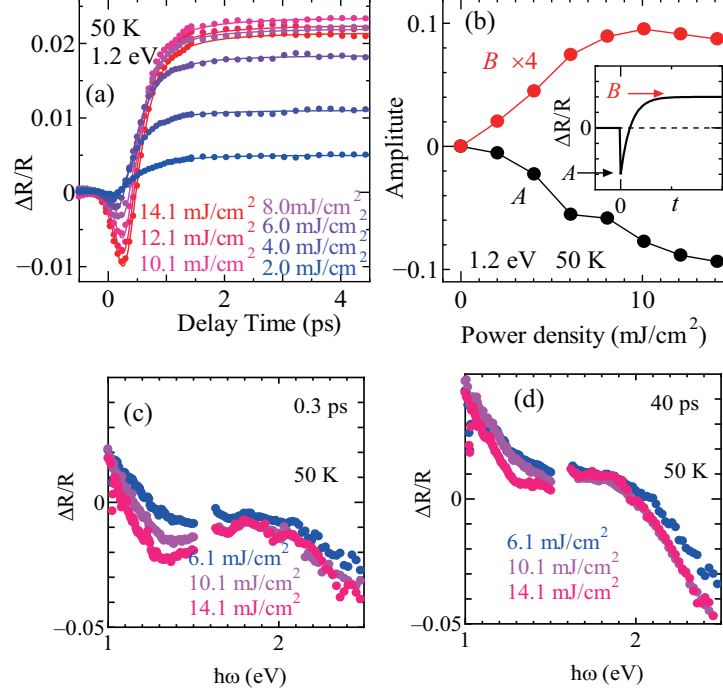 50 K
1.2 eV
(a)
0.02
0.01
0
−0.01
ΔR/R
14.1 mJ/cm²
12.1 mJ/cm²
10.1 mJ/cm²
8.0mJ/cm²
6.0 mJ/cm²
4.0 mJ/cm²
2.0 mJ/cm²
0 2 4
Delay Time (ps)
(b)
0.1
0
−0.1
Amplitute
B ×4
A
1.2 eV 50 K
B
ΔR/R
A
0 t
0 10
Power density (mJ/cm²)
(c)
0.3 ps
50 K
0
−0.05
ΔR/R
6.1 mJ/cm²
10.1 mJ/cm²
14.1 mJ/cm²
1 2
ħω (eV)
(d)
40 ps
50 K
0
−0.05
ΔR/R
6.1 mJ/cm²
10.1 mJ/cm²
14.1 mJ/cm²
1 2
ħω (eV)